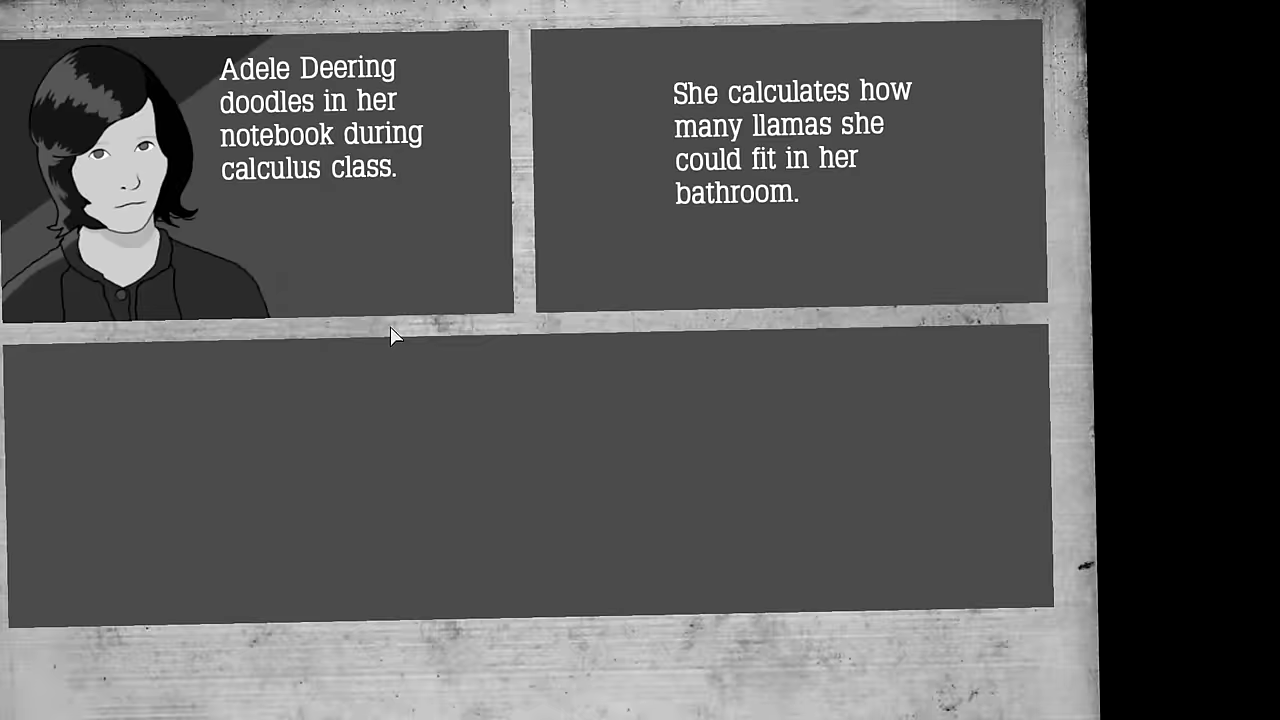 Adele Deering
doodles in her
notebook during
calculus class.
She calculates how
many llamas she
could fit in her
bathroom.